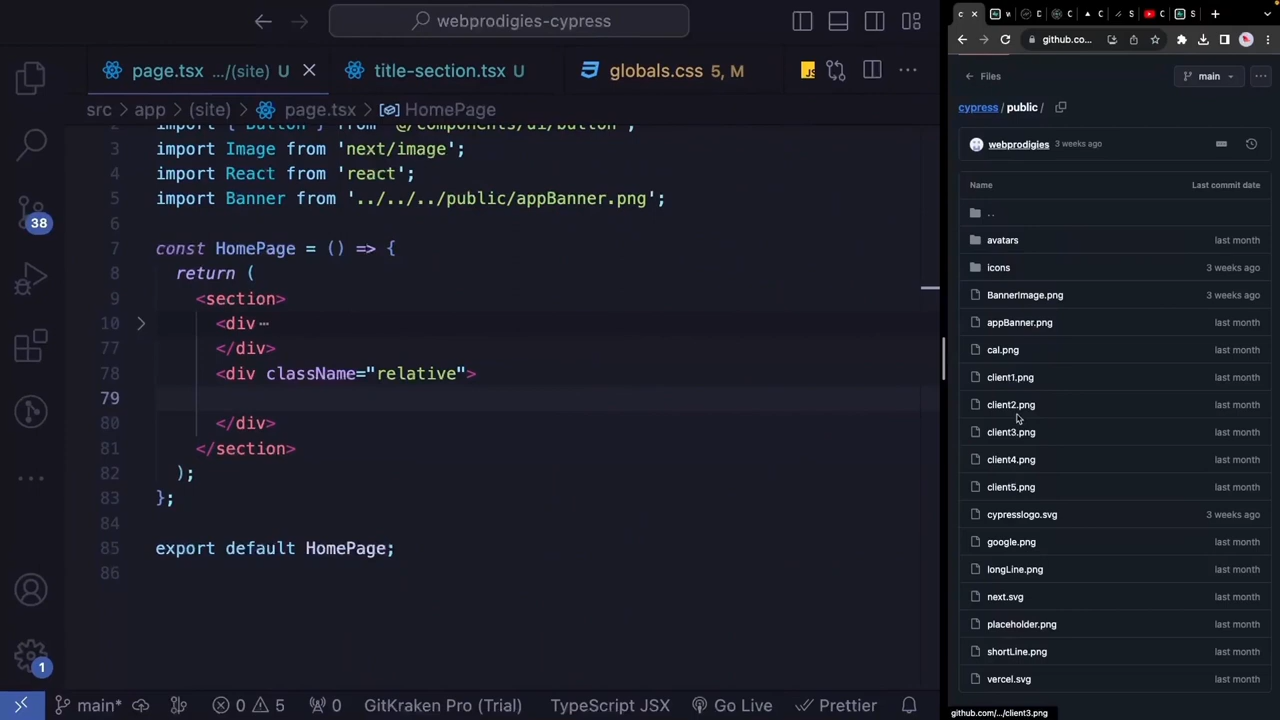 webprodigies-cypress
page.tsx .../(site) U
title-section.tsx U
globals.css 5, M
src > app > (site) > page.tsx > HomePage
2 import { Button } from '@/components/ui/button';
3 import Image from 'next/image';
4 import React from 'react';
5 import Banner from '../../../public/appBanner.png';
6
7 const HomePage = () => {
8 return (
9 <section>
10 <div ⋯
77 </div>
78 <div className="relative">
79
80 </div>
81 </section>
82 );
83 };
84
85 export default HomePage;
86
38
1
main* 0 5 0 GitKraken Pro (Trial) TypeScript JSX Go Live Prettier
github.co...
Files
main
cypress / public /
webprodigies 3 weeks ago
Name Last commit date
..
avatars last month
icons 3 weeks ago
BannerImage.png 3 weeks ago
appBanner.png last month
cal.png last month
client1.png last month
client2.png last month
client3.png last month
client4.png last month
client5.png last month
cypresslogo.svg 3 weeks ago
google.png last month
longLine.png last month
next.svg last month
placeholder.png last month
shortLine.png last month
vercel.svg last month
github.com/.../client3.png